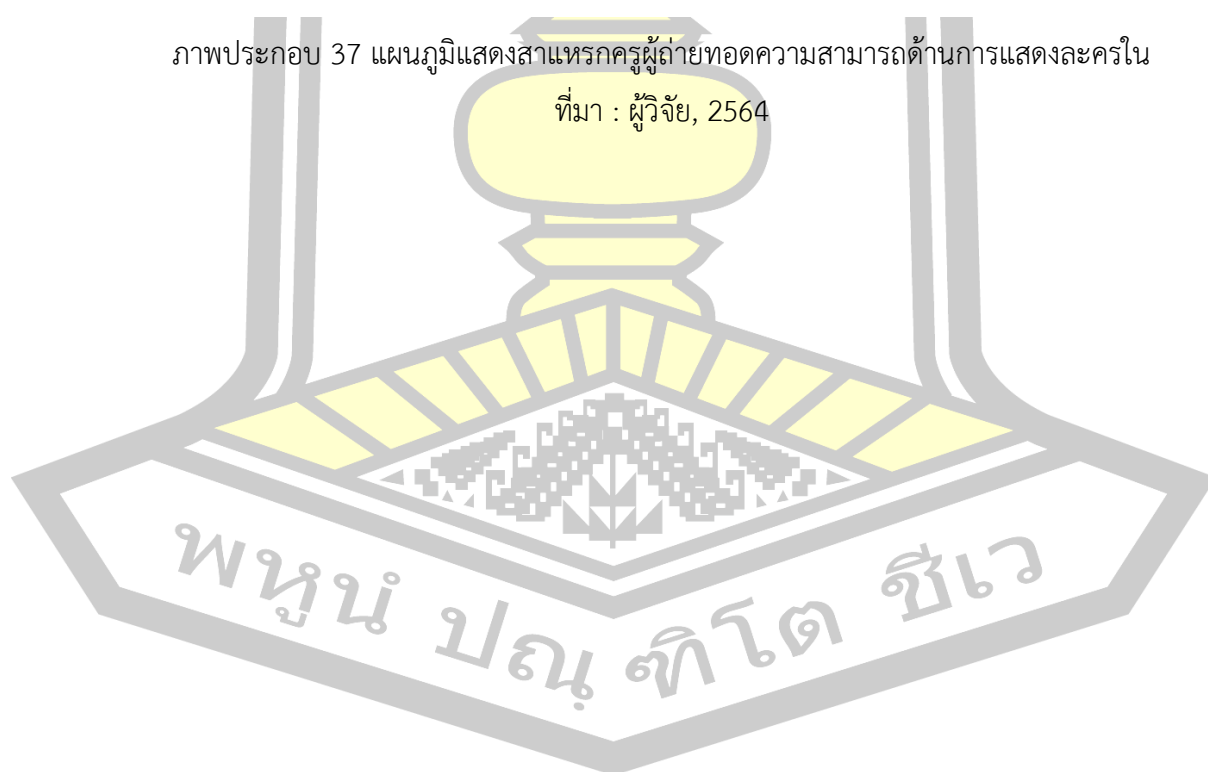 ภาพประกอบ 37 แผนภูมิแสดงสาแหรกครูผู้ถ่ายทอดความสามารถด้านการแสดงละครใน
ที่มา : ผู้วิจัย, 2564
พหูนํ ปณฺฑิโต ชีเว